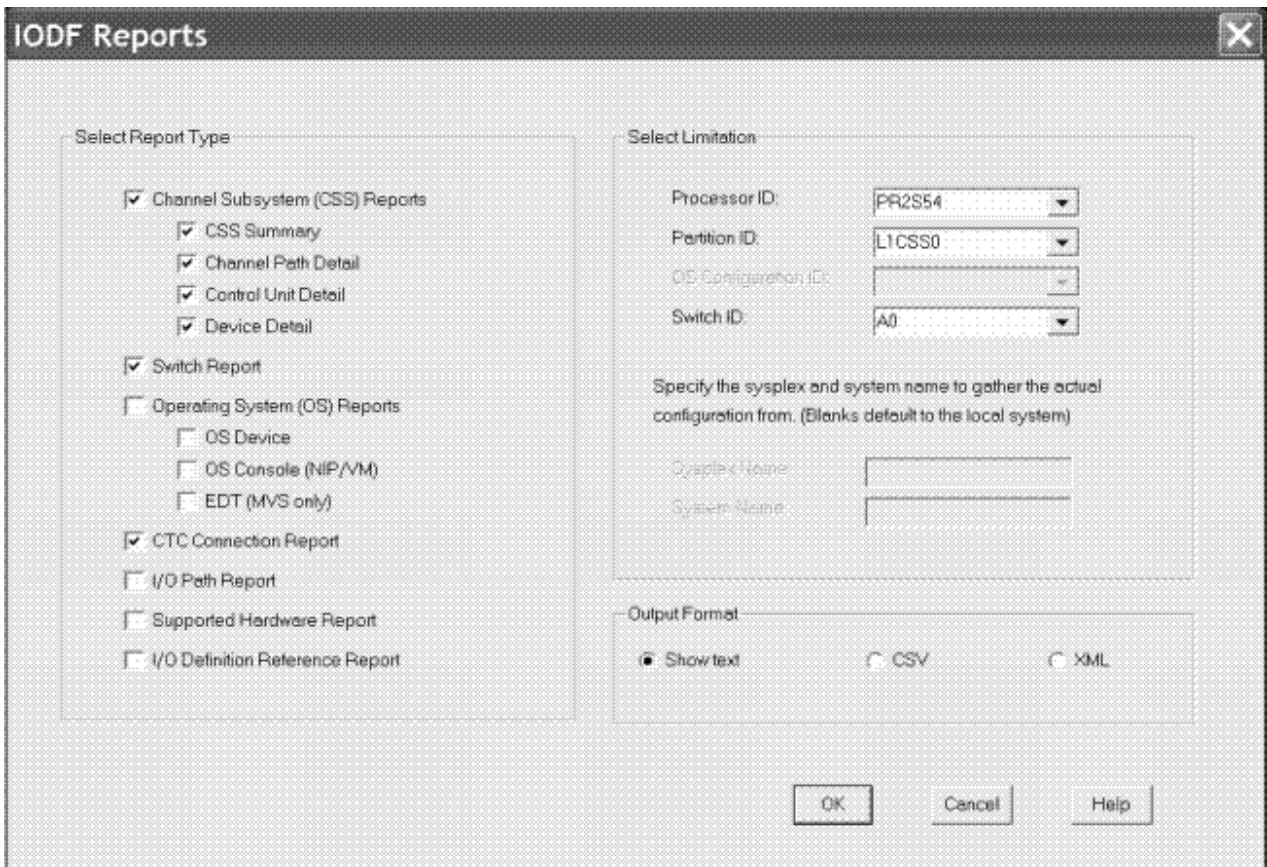 IODF Reports
Select Report Type
Channel Subsystem (CSS) Reports
CSS Summary
Channel Path Detail
Control Unit Detail
Device Detail
Switch Report
Operating System (OS) Reports
OS Device
OS Console (NIP/VM)
EDT (MVS only)
CTC Connection Report
I/O Path Report
Supported Hardware Report
I/O Definition Reference Report
Select Limitation
Processor ID:
PR2S54
Partition ID:
L1CSS0
OS Configuration ID:
Switch ID:
A0
Specify the sysplex and system name to gather the actual
configuration from. (Blanks default to the local system)
Sysplex Name:
System Name:
Output Format
Show text
CSV
XML
OK
Cancel
Help